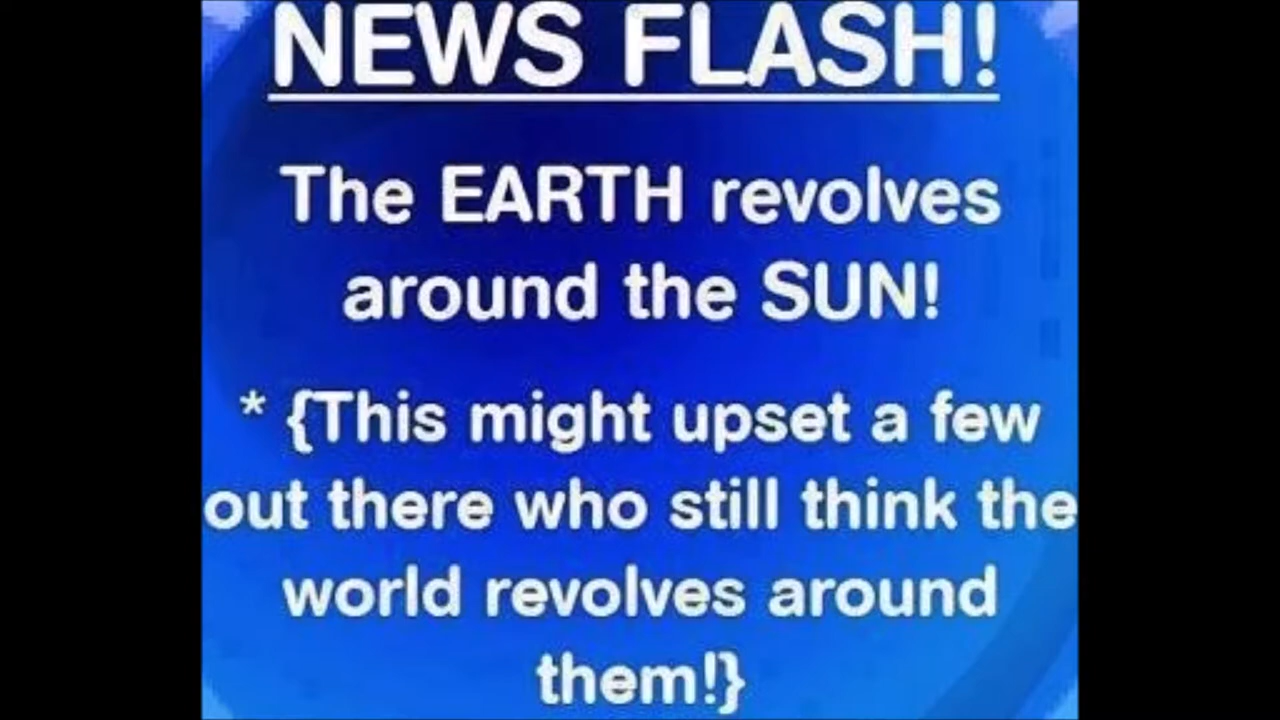 NEWS FLASH!
The EARTH revolves
around the SUN!
* {This might upset a few
out there who still think the
world revolves around
them!}